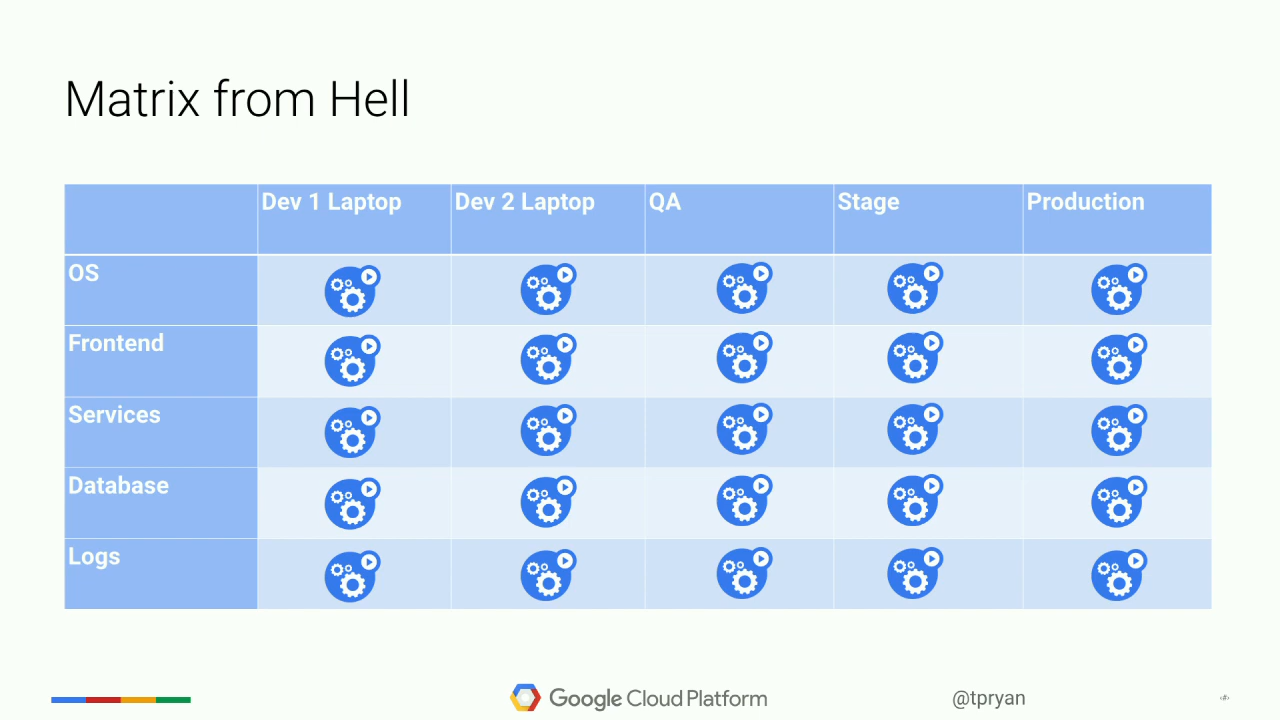 Matrix from Hell
Dev 1 Laptop Dev 2 Laptop QA Stage Production
OS
Frontend
Services
Database
Logs
Google Cloud Platform @tpryan